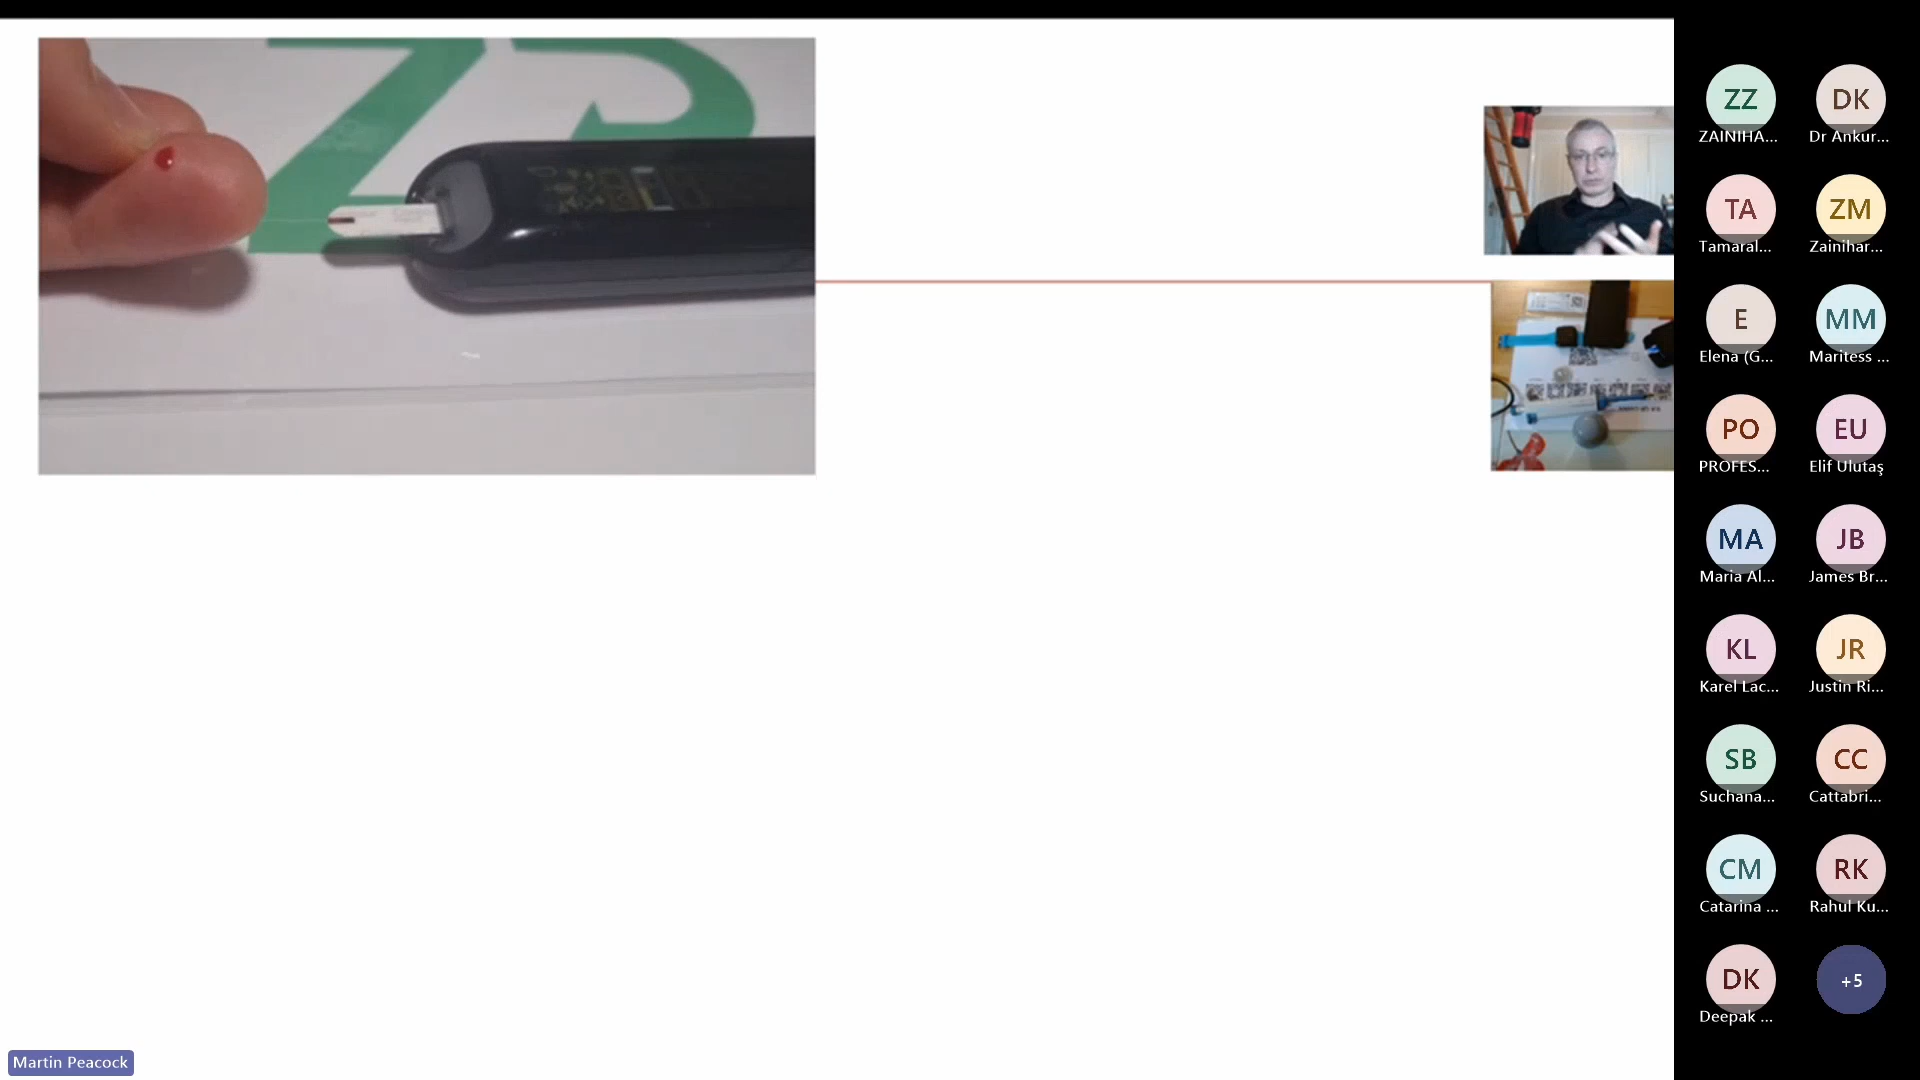 ZP
ZZ
DK
ZAINIHA...
Dr Ankur...
TA
ZM
Tamaral...
Zainihar...
E
MM
Elena (G...
Maritess ...
PO
EU
PROFES...
Elif Ulutaş
MA
JB
Maria Al...
James Br...
KL
JR
Karel Lac...
Justin Ri...
SB
CC
Suchana...
Cattabri...
CM
RK
Catarina ...
Rahul Ku...
DK
+5
Deepak ...
Martin Peacock